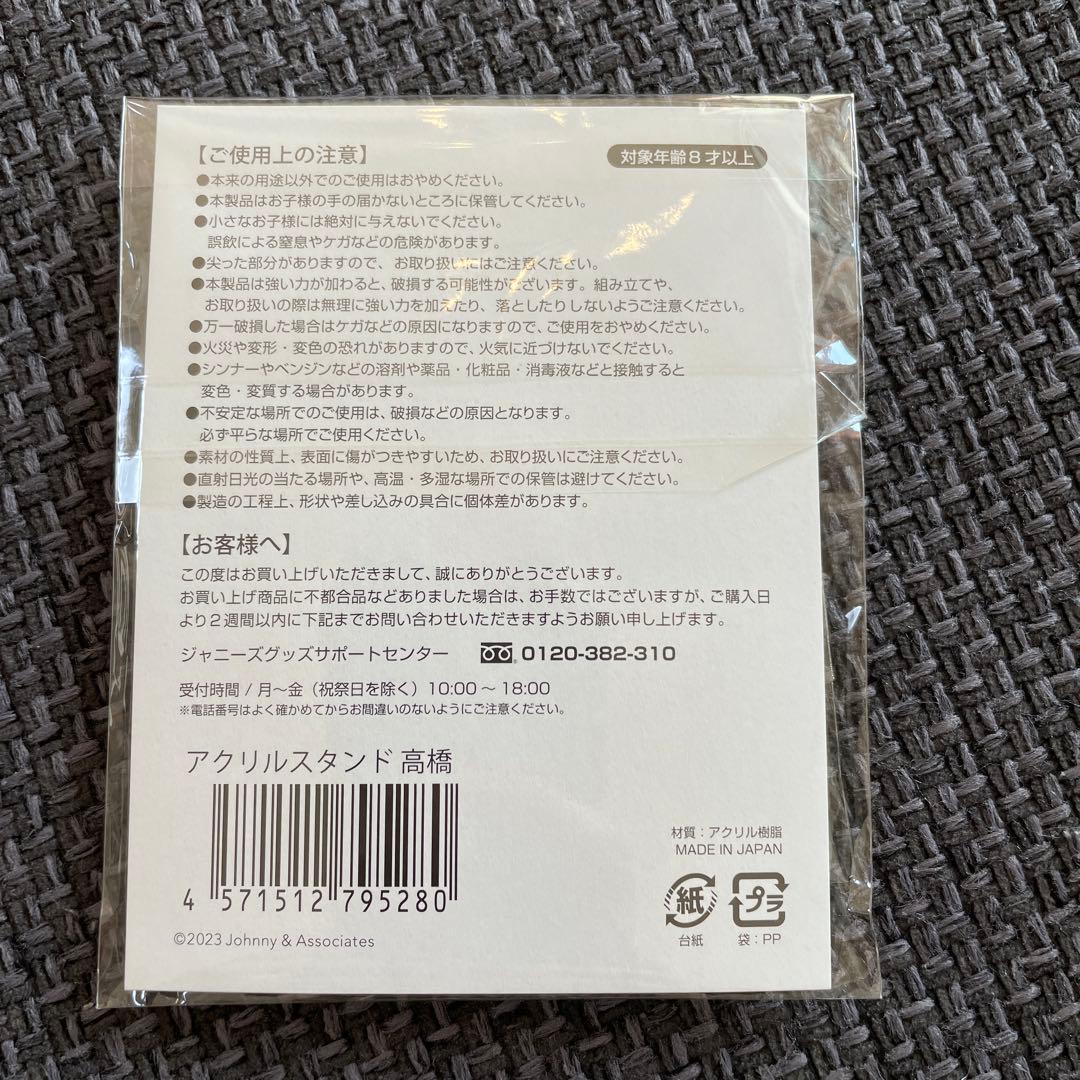 【ご使用上の注意】
対象年齢8才以上
●本来の用途以外でのご使用はおやめください。
●本製品はお子様の手の届かないところに保管してください。
●小さなお子様には絶対に与えないでください。
誤飲による窒息やケガなどの危険があります。
●尖った部分がありますので、お取り扱いにはご注意ください。
●本製品は強い力が加わると、破損する可能性がございます。組み立てや、
お取り扱いの際は無理に強い力を加えたり、落としたりしないようご注意ください。
●万一破損した場合はケガなどの原因になりますので、ご使用をおやめください。
●火災や変形・変色の恐れがありますので、火気に近づけないでください。
●シンナーやベンジンなどの溶剤や薬品・化粧品・消毒液などと接触すると
変色・変質する場合があります。
●不安定な場所でのご使用は、破損などの原因となります。
必ず平らな場所でご使用ください。
●素材の性質上、表面に傷がつきやすいため、お取り扱いにご注意ください。
●直射日光の当たる場所や、高温・多湿な場所での保管は避けてください。
●製造の工程上、形状や差し込みの具合に個体差があります。
【お客様へ】
この度はお買い上げいただきまして、誠にありがとうございます。
お買い上げ商品に不都合品などありました場合は、お手数ではございますが、ご購入日
より2週間以内に下記までお問い合わせいただきますようお願い申し上げます。
ジャニーズグッズサポートセンター 0120-382-310
受付時間 / 月〜金（祝祭日を除く）10:00〜18:00
※電話番号はよく確かめてからお間違いのないようにご注意ください。
アクリルスタンド 高橋
4 571512 795280
©2023 Johnny & Associates
材質：アクリル樹脂
MADE IN JAPAN
紙 プラ
台紙 袋：PP